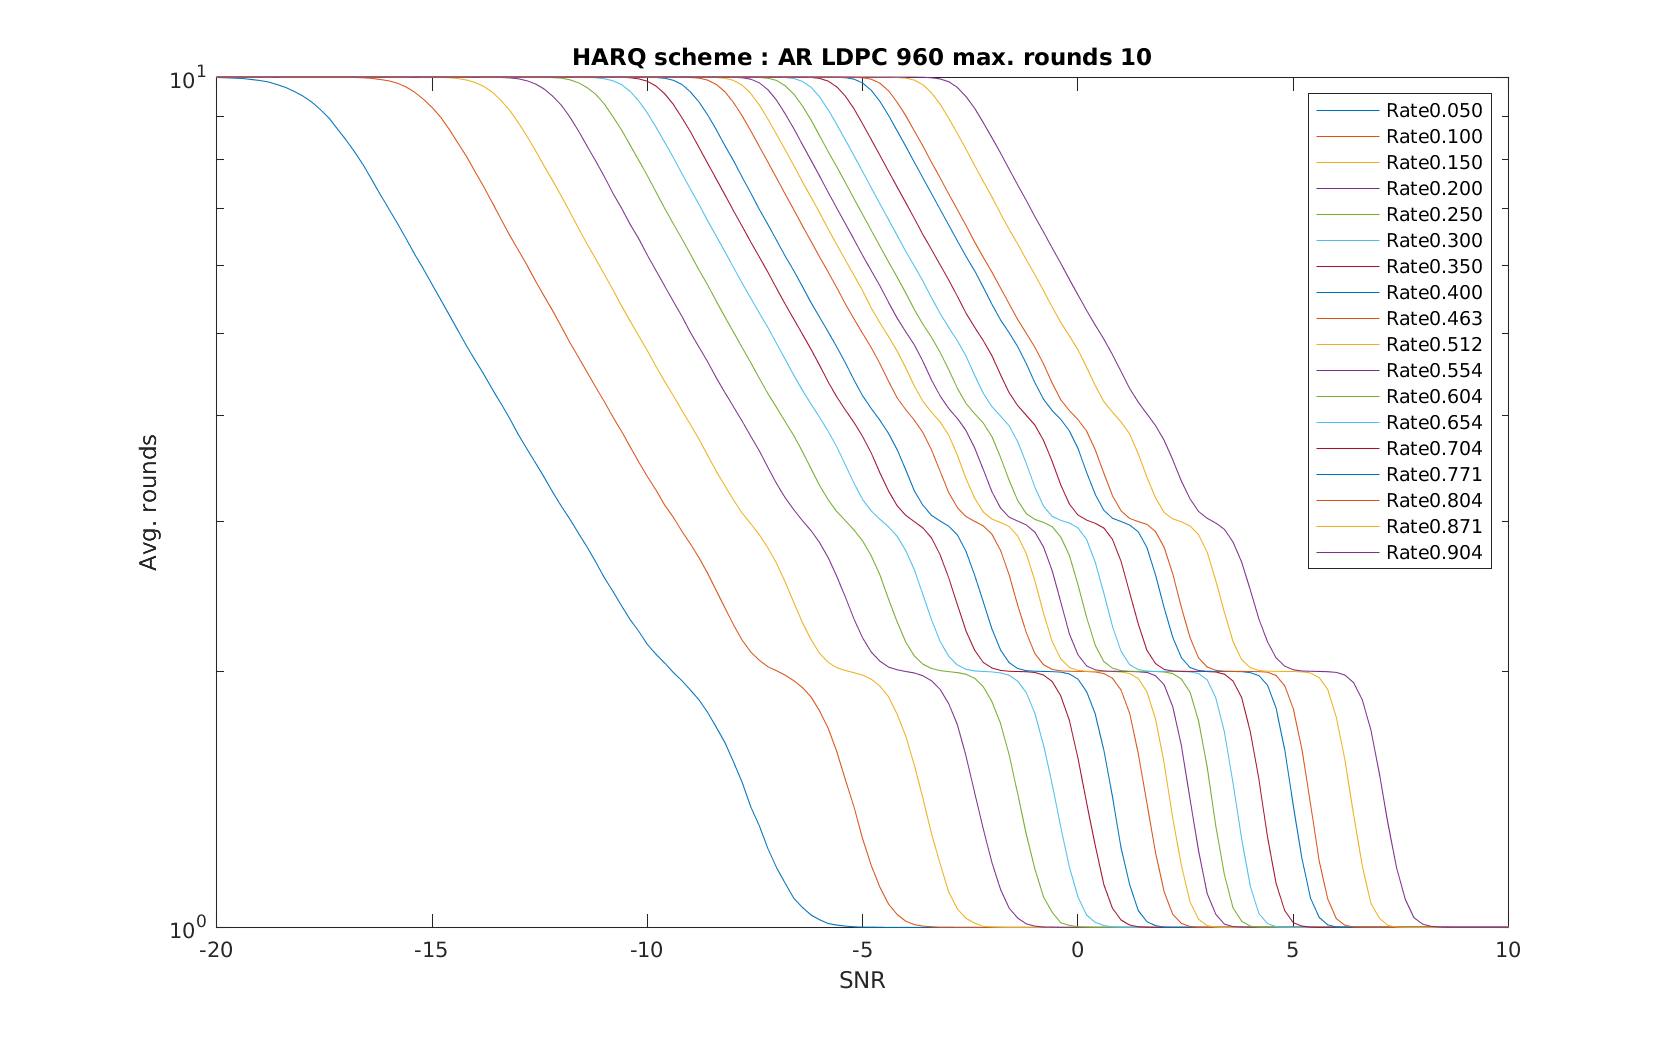 HARQ scheme : AR LDPC 960 max. rounds 10
10^1
10^0
Avg. rounds
Rate0.050
Rate0.100
Rate0.150
Rate0.200
Rate0.250
Rate0.300
Rate0.350
Rate0.400
Rate0.463
Rate0.512
Rate0.554
Rate0.604
Rate0.654
Rate0.704
Rate0.771
Rate0.804
Rate0.871
Rate0.904
-20 -15 -10 -5 0 5 10
SNR